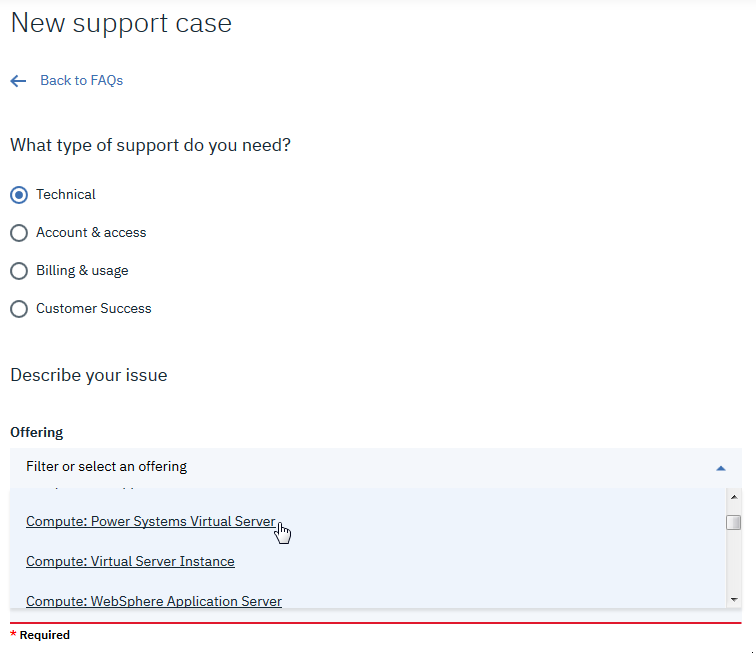 New support case
Back to FAQs
What type of support do you need?
Technical
Account & access
Billing & usage
Customer Success
Describe your issue
Offering
Filter or select an offering
Compute: Power Systems Virtual Server
Compute: Virtual Server Instance
Compute: WebSphere Application Server
* Required